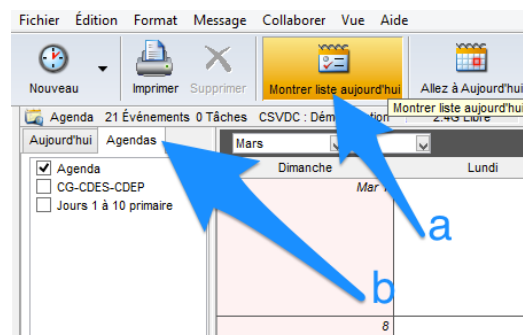 Fichier Édition Format Message Collaborer Vue Aide
Nouveau Imprimer Supprimer Montrer liste aujourd'hui Allez à Aujourd'hui
Montrer liste aujourd'hui
Agenda 21 Événements 0 Tâches CSVDC : 2.4G Libre
Aujourd'hui Agendas Mars
Agenda
CG-CDES-CDEP
Jours 1 à 10 primaire
Dimanche Lundi
Mar
a
b
8